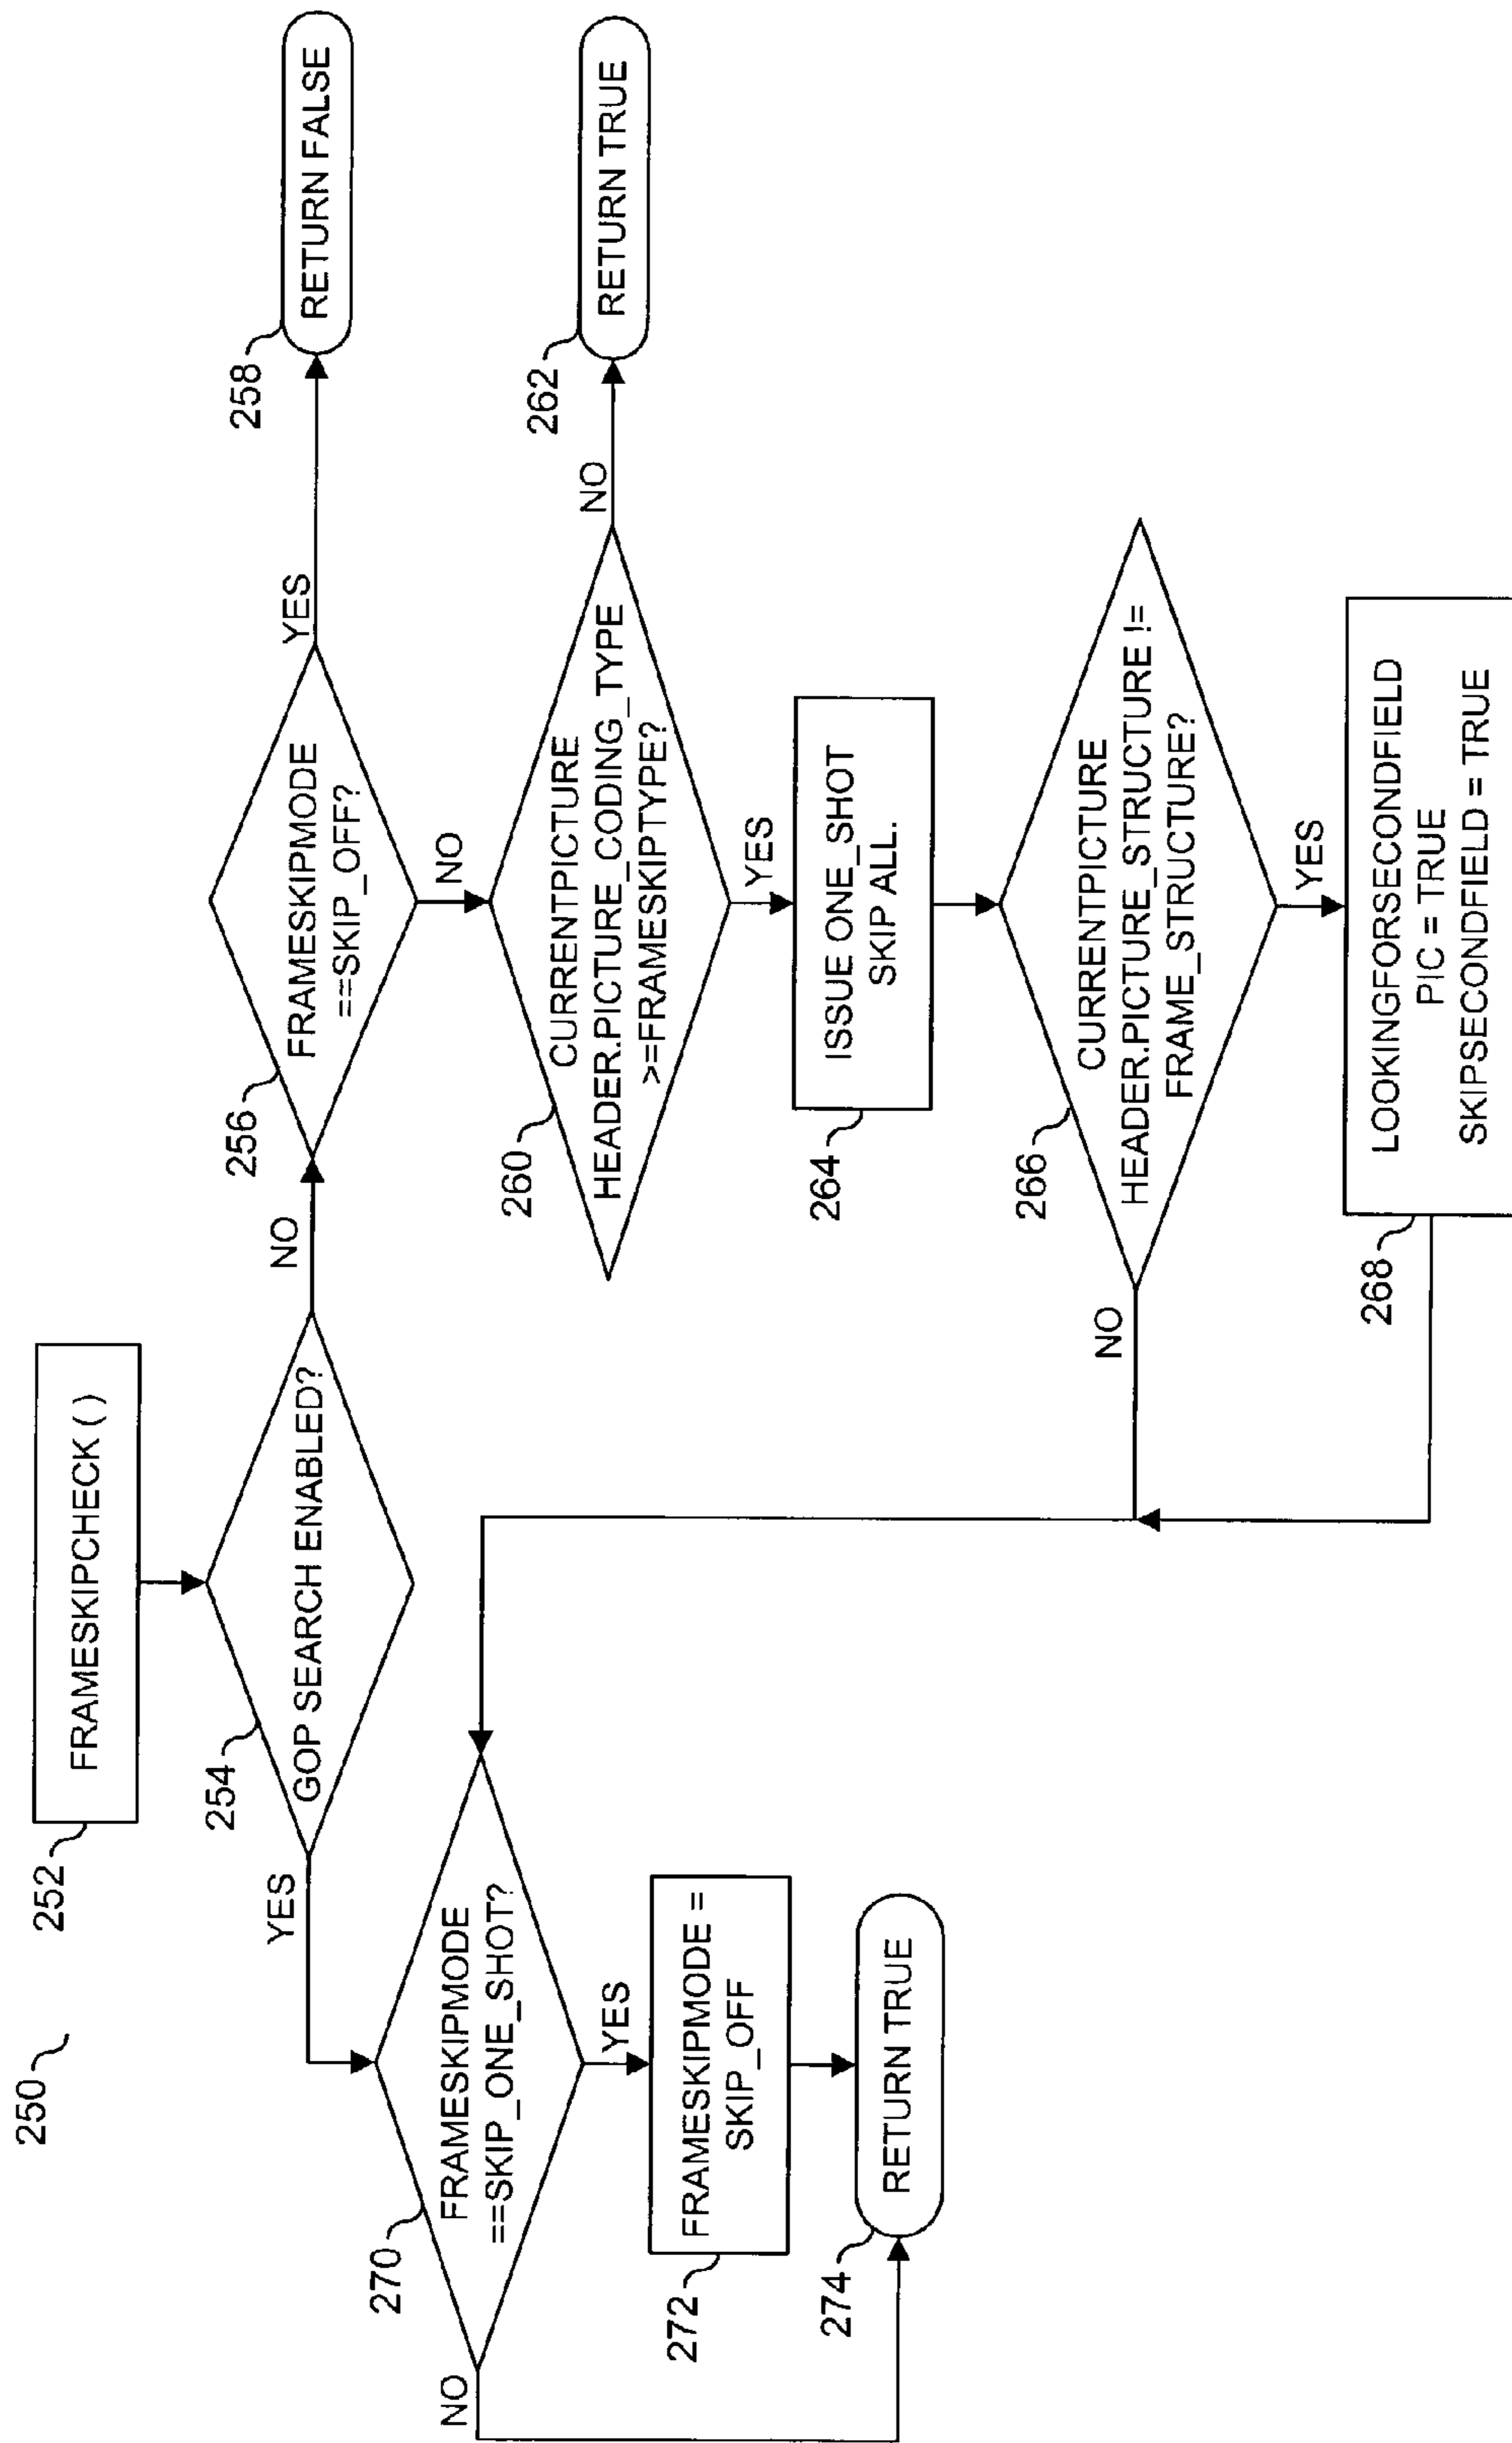 250
252
FRAMESKIPCHECK ( )
254
GOP SEARCH ENABLED?
YES
NO
256
FRAMESKIPMODE
==SKIP_OFF?
YES
258
RETURN FALSE
NO
260
CURRENTPICTURE
HEADER.PICTURE_CODING_TYPE
>=FRAMESKIPTYPE?
NO
262
RETURN TRUE
YES
264
ISSUE ONE_SHOT
SKIP ALL.
266
CURRENTPICTURE
HEADER.PICTURE_STRUCTURE !=
FRAME_STRUCTURE?
NO
YES
268
LOOKINGFORSECONDFIELD
PIC = TRUE
SKIPSECONDFIELD = TRUE
270
FRAMESKIPMODE
==SKIP_ONE_SHOT?
NO
YES
272
FRAMESKIPMODE =
SKIP_OFF
274
RETURN TRUE